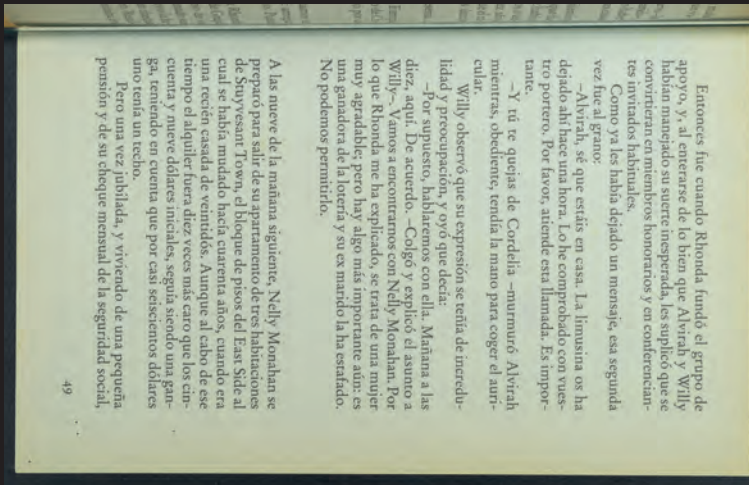 Entonces fue cuando Rhonda fundó el grupo de
apoyo, y, al enterarse de lo bien que Alvirah y Willy
habían manejado su suerte inesperada, les suplicó que se
convirtieran en miembros honorarios y en conferencian-
tes invitados habituales.
Como ya les había dejado un mensaje, esa segunda
vez fue al grano:
–Alvirah, sé que estáis en casa. La limusina os ha
dejado ahí hace una hora. Lo he comprobado con vues-
tro portero. Por favor, atiende esta llamada. Es impor-
tante.
–Y tú te quejas de Cordelia –murmuró Alvirah
mientras, obediente, tendía la mano para coger el auri-
cular.
Willy observó que su expresión se teñía de incredu-
lidad y preocupación, y oyó que decía:
–Por supuesto, hablaremos con ella. Mañana a las
diez, aquí. De acuerdo. –Colgó y explicó el asunto a
Willy–. Vamos a encontrarnos con Nelly Monahan. Por
lo que Rhonda me ha explicado, se trata de una mujer
muy agradable; pero hay algo más importante aún: es
una ganadora de la lotería y su ex marido la ha estafado.
No podemos permitirlo.
A las nueve de la mañana siguiente, Nelly Monahan se
preparó para salir de su apartamento de tres habitaciones
de Stuyvesant Town, el bloque de pisos del East Side al
cual se había mudado hacía cuarenta años, cuando era
una recién casada de veintidós. Aunque al cabo de ese
tiempo el alquiler fuera diez veces más caro que los cin-
cuenta y nueve dólares iniciales, seguía siendo una gan-
ga, teniendo en cuenta que por casi seiscientos dólares
uno tenía un techo.
Pero una vez jubilada, y viviendo de una pequeña
pensión y de su cheque mensual de la seguridad social,
49